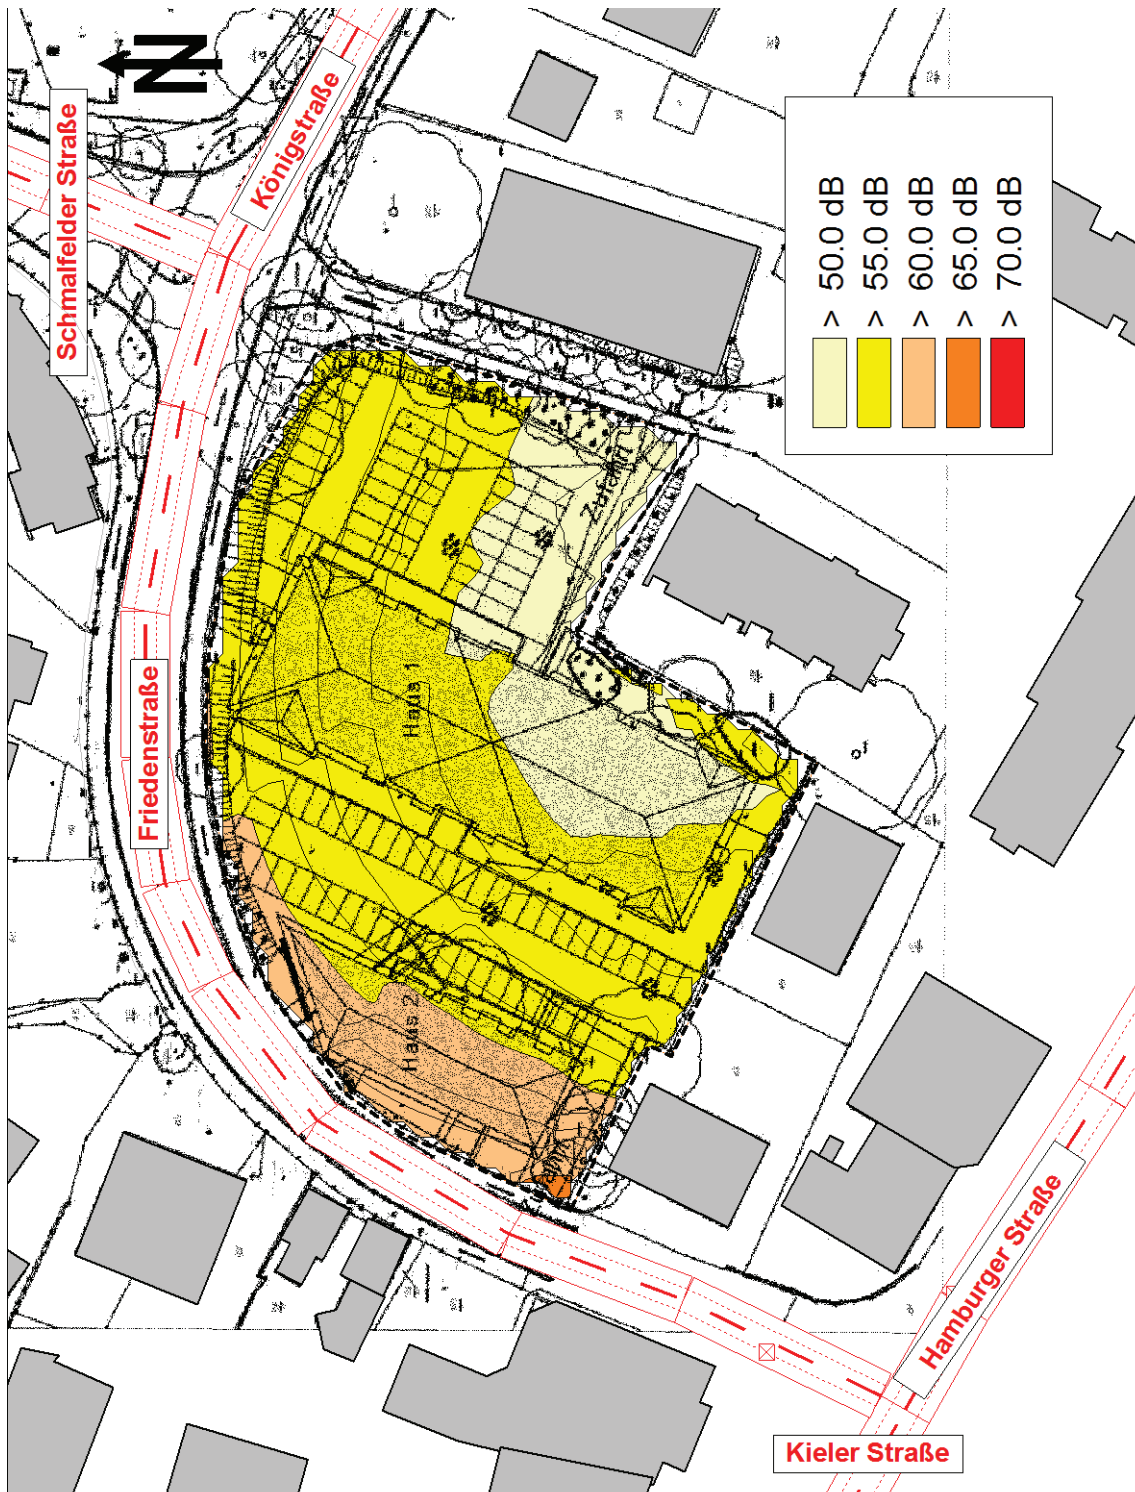 N
Schmalfelder Straße
Königstraße
Friedenstraße
Haus 1
Haus 2
> 50.0 dB
> 55.0 dB
> 60.0 dB
> 65.0 dB
> 70.0 dB
Hamburger Straße
Kieler Straße